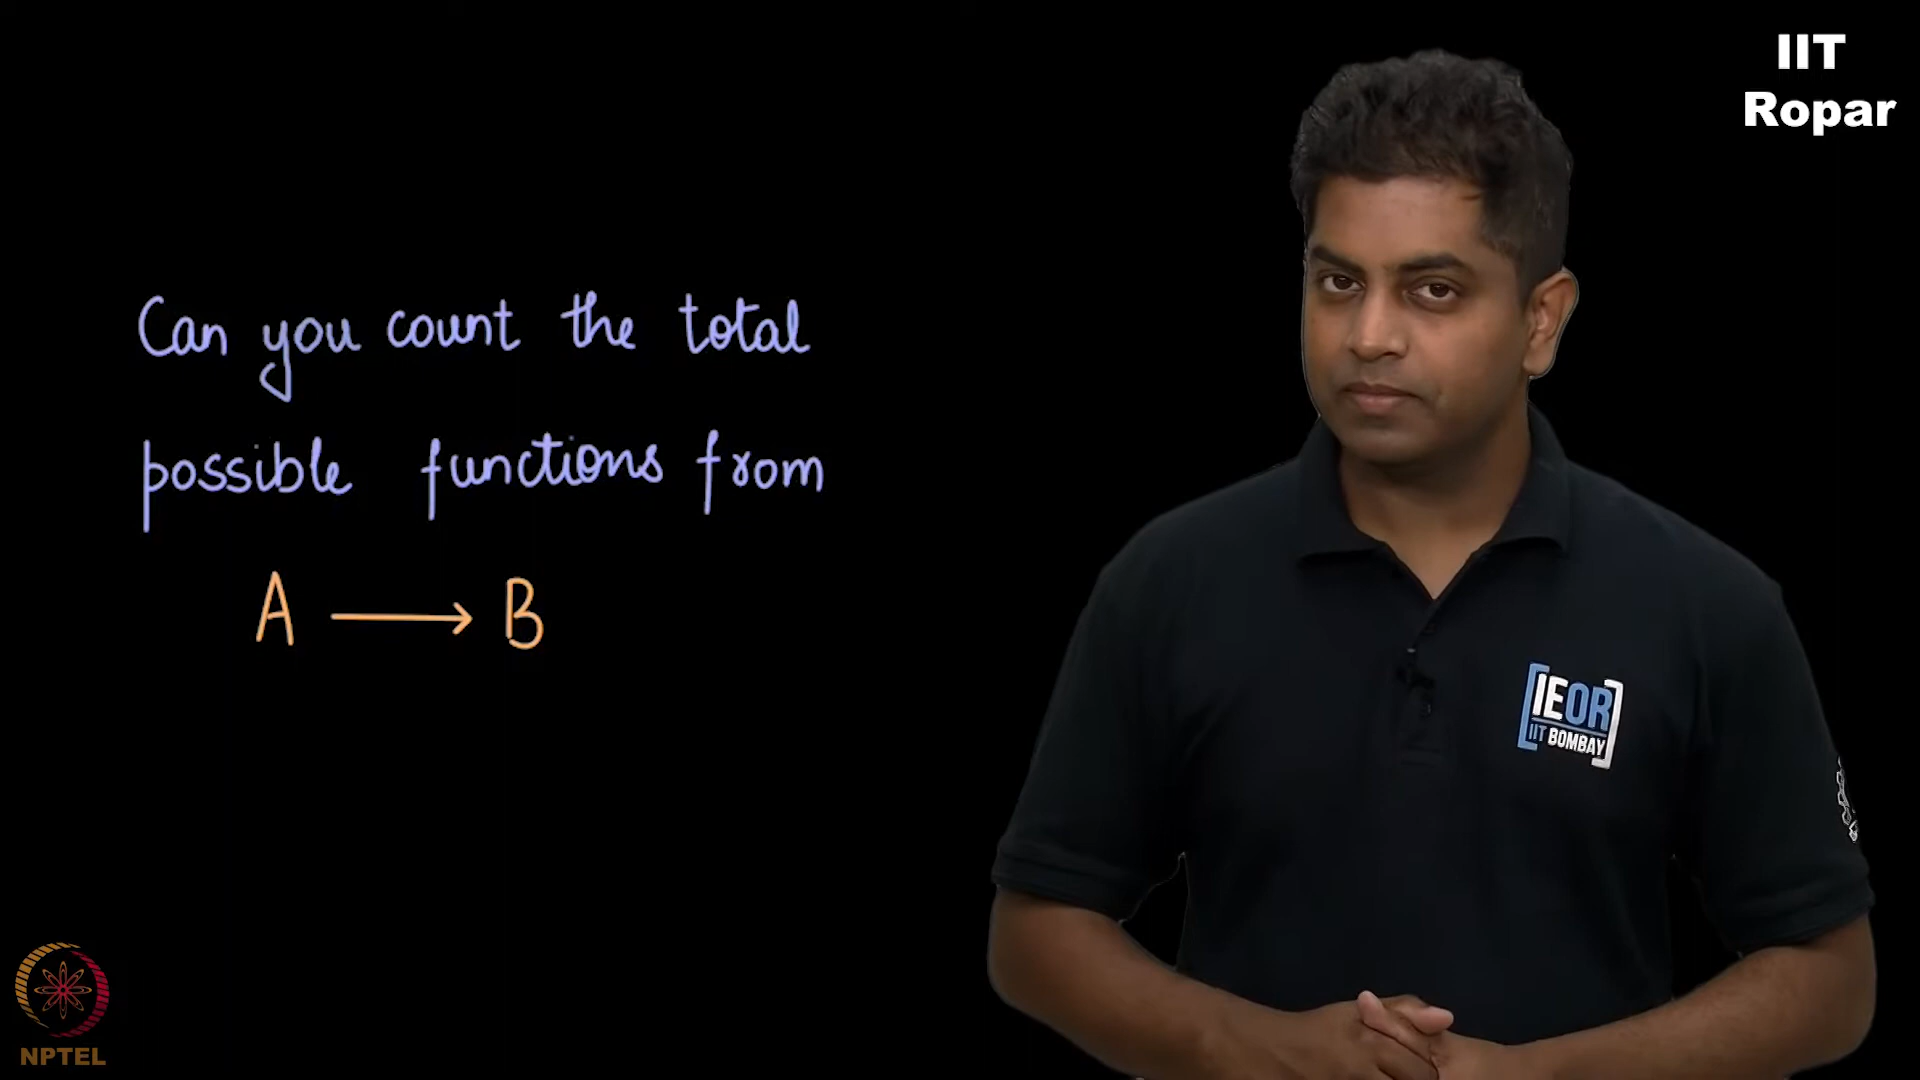 IIT
Ropar
Can you count the total
possible functions from
A → B
[IEOR]
IIT BOMBAY
NPTEL